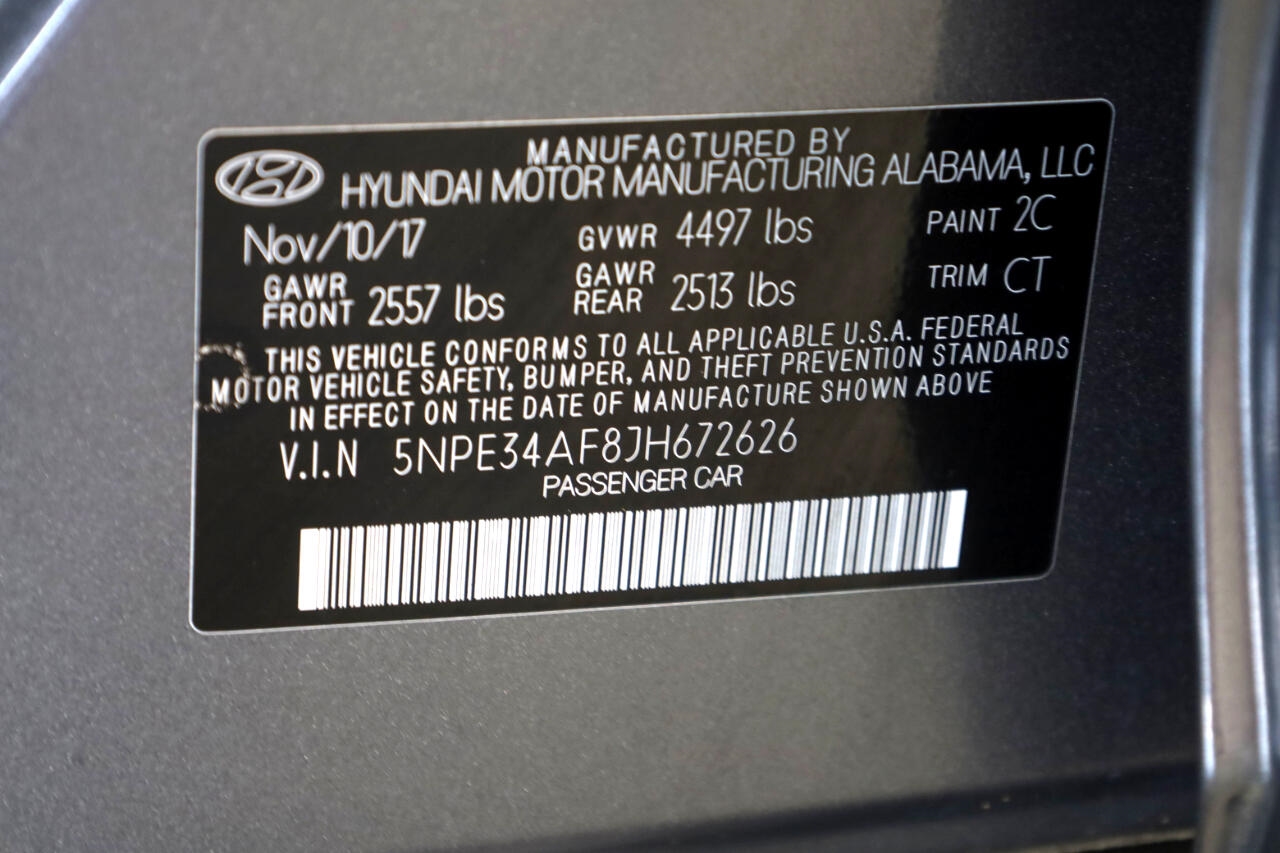 MANUFACTURED BY
HYUNDAI MOTOR MANUFACTURING ALABAMA, LLC
Nov/10/17 GVWR 4497 lbs PAINT 2C
GAWR FRONT 2557 lbs GAWR REAR 2513 lbs TRIM CT
THIS VEHICLE CONFORMS TO ALL APPLICABLE U.S.A. FEDERAL
MOTOR VEHICLE SAFETY, BUMPER, AND THEFT PREVENTION STANDARDS
IN EFFECT ON THE DATE OF MANUFACTURE SHOWN ABOVE
V.I.N 5NPE34AF8JH672626
PASSENGER CAR